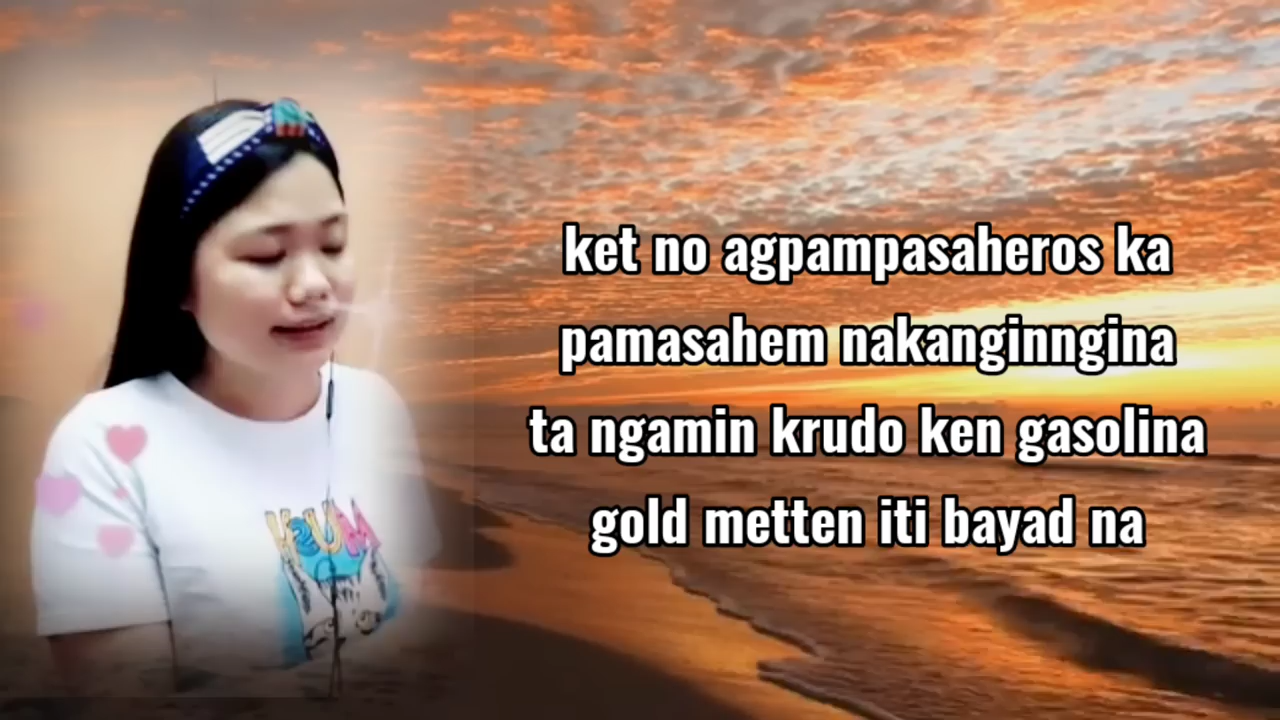 ket no agpampasaheros ka
pamasahem nakanginngina
ta ngamin krudo ken gasolina
gold metten iti bayad na